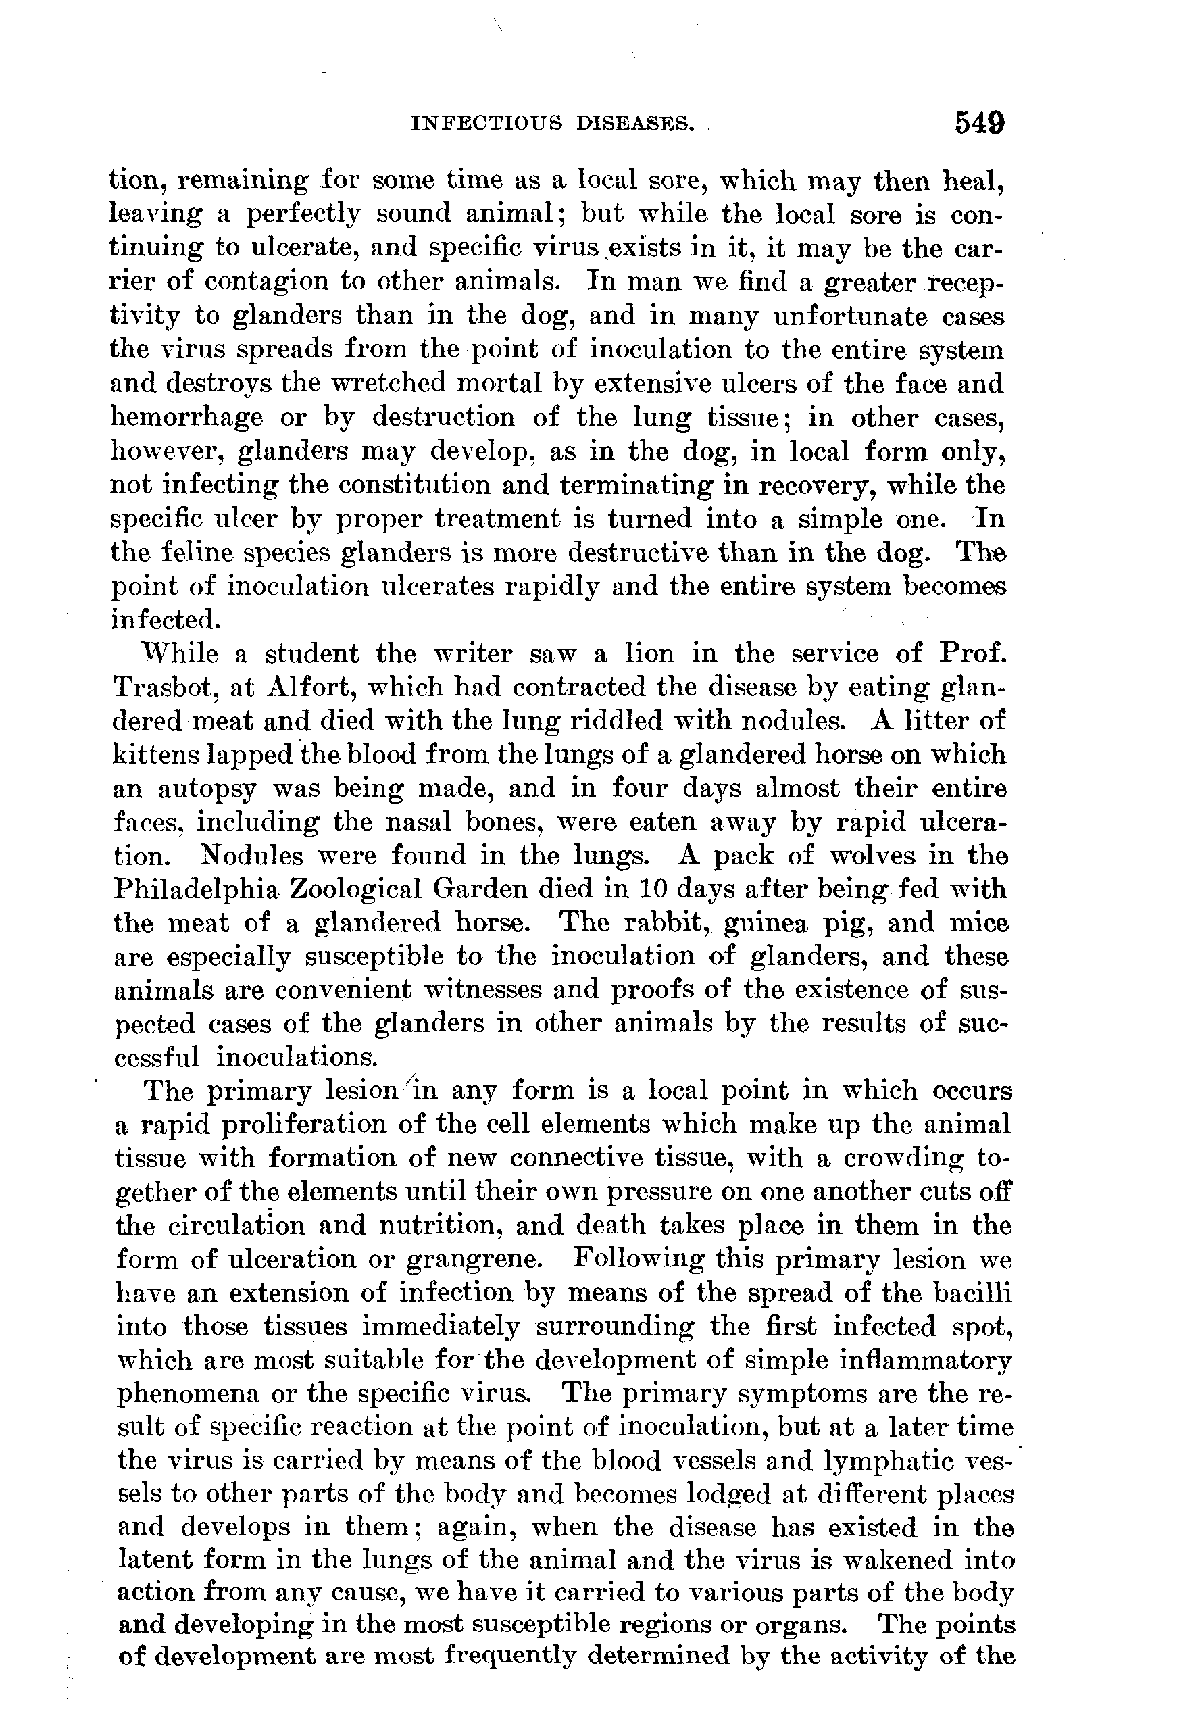 INFECTIOUS DISEASES. 549
tion, remaining for some time as a local sore, which may then heal,
leaving a perfectly sound animal; but while the local sore is con-
tinuing to ulcerate, and specific virus exists in it, it may be the car-
rier of contagion to other animals. In man we find a greater recep-
tivity to glanders than in the dog, and in many unfortunate cases
the virus spreads from the point of inoculation to the entire system
and destroys the wretched mortal by extensive ulcers of the face and
hemorrhage or by destruction of the lung tissue; in other cases,
however, glanders may develop, as in the dog, in local form only,
not infecting the constitution and terminating in recovery, while the
specific ulcer by proper treatment is turned into a simple one. In
the feline species glanders is more destructive than in the dog. The
point of inoculation ulcerates rapidly and the entire system becomes
infected.
While a student the writer saw a lion in the service of Prof.
Trasbot, at Alfort, which had contracted the disease by eating glan-
dered meat and died with the lung riddled with nodules. A litter of
kittens lapped the blood from the lungs of a glandered horse on which
an autopsy was being made, and in four days almost their entire
faces, including the nasal bones, were eaten away by rapid ulcera-
tion. Nodules were found in the lungs. A pack of wolves in the
Philadelphia Zoological Garden died in 10 days after being fed with
the meat of a glandered horse. The rabbit, guinea pig, and mice
are especially susceptible to the inoculation of glanders, and these
animals are convenient witnesses and proofs of the existence of sus-
pected cases of the glanders in other animals by the results of suc-
cessful inoculations.
The primary lesion in any form is a local point in which occurs
a rapid proliferation of the cell elements which make up the animal
tissue with formation of new connective tissue, with a crowding to-
gether of the elements until their own pressure on one another cuts off
the circulation and nutrition, and death takes place in them in the
form of ulceration or grangrene. Following this primary lesion we
have an extension of infection by means of the spread of the bacilli
into those tissues immediately surrounding the first infected spot,
which are most suitable for the development of simple inflammatory
phenomena or the specific virus. The primary symptoms are the re-
sult of specific reaction at the point of inoculation, but at a later time
the virus is carried by means of the blood vessels and lymphatic ves-
sels to other parts of the body and becomes lodged at different places
and develops in them; again, when the disease has existed in the
latent form in the lungs of the animal and the virus is wakened into
action from any cause, we have it carried to various parts of the body
and developing in the most susceptible regions or organs. The points
of development are most frequently determined by the activity of the